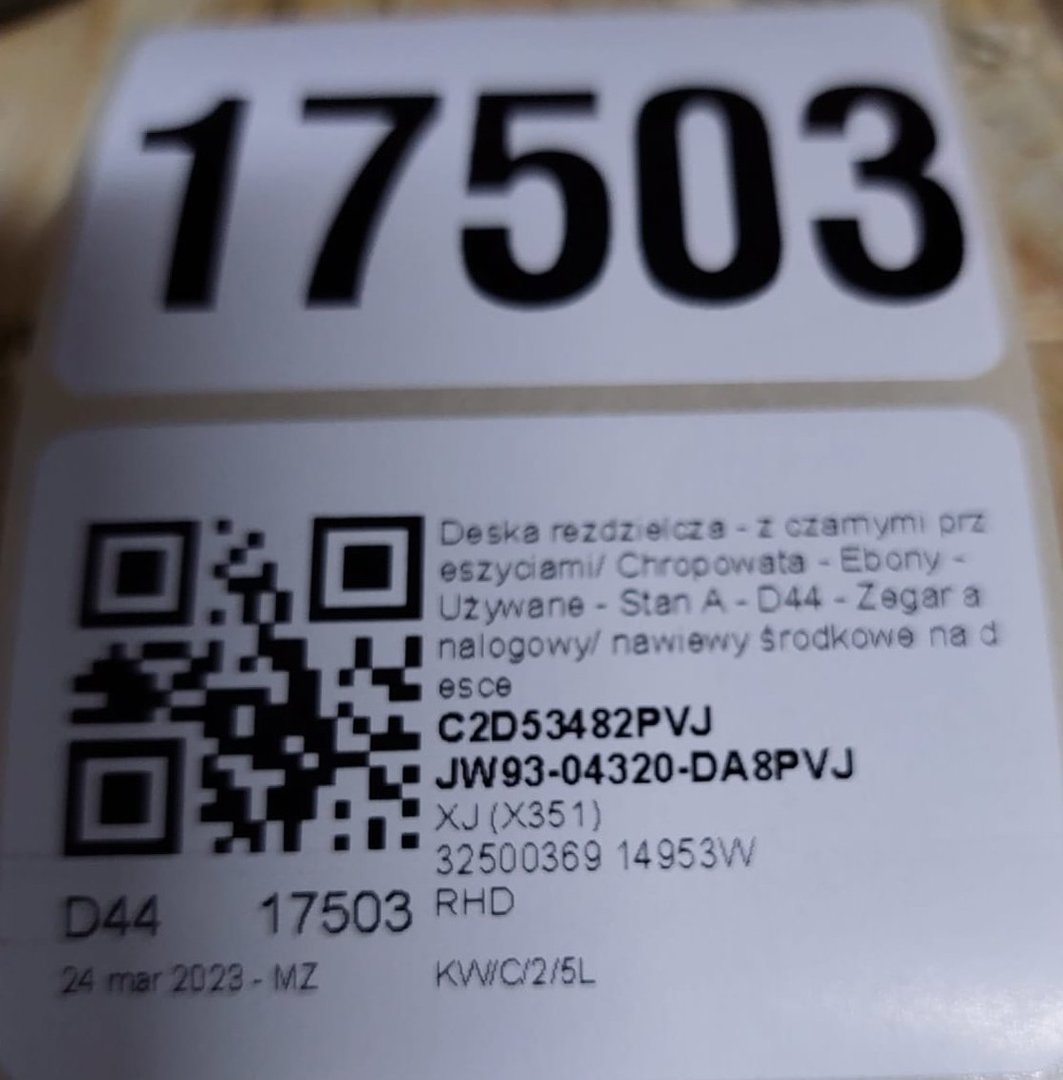 17503
Deska rezdzielcza - z czarnymi prz
eszyciami/ Chropowata - Ebony -
Używane - Stan A - D44 - Zegar a
nalogowy/ nawiewy środkowe na d
esce
C2D53482PVJ
JW93-04320-DA8PVJ
XJ (X351)
32500369 14953W
D44 17503 RHD
24 mar 2023 - MZ KW/C/2/5L